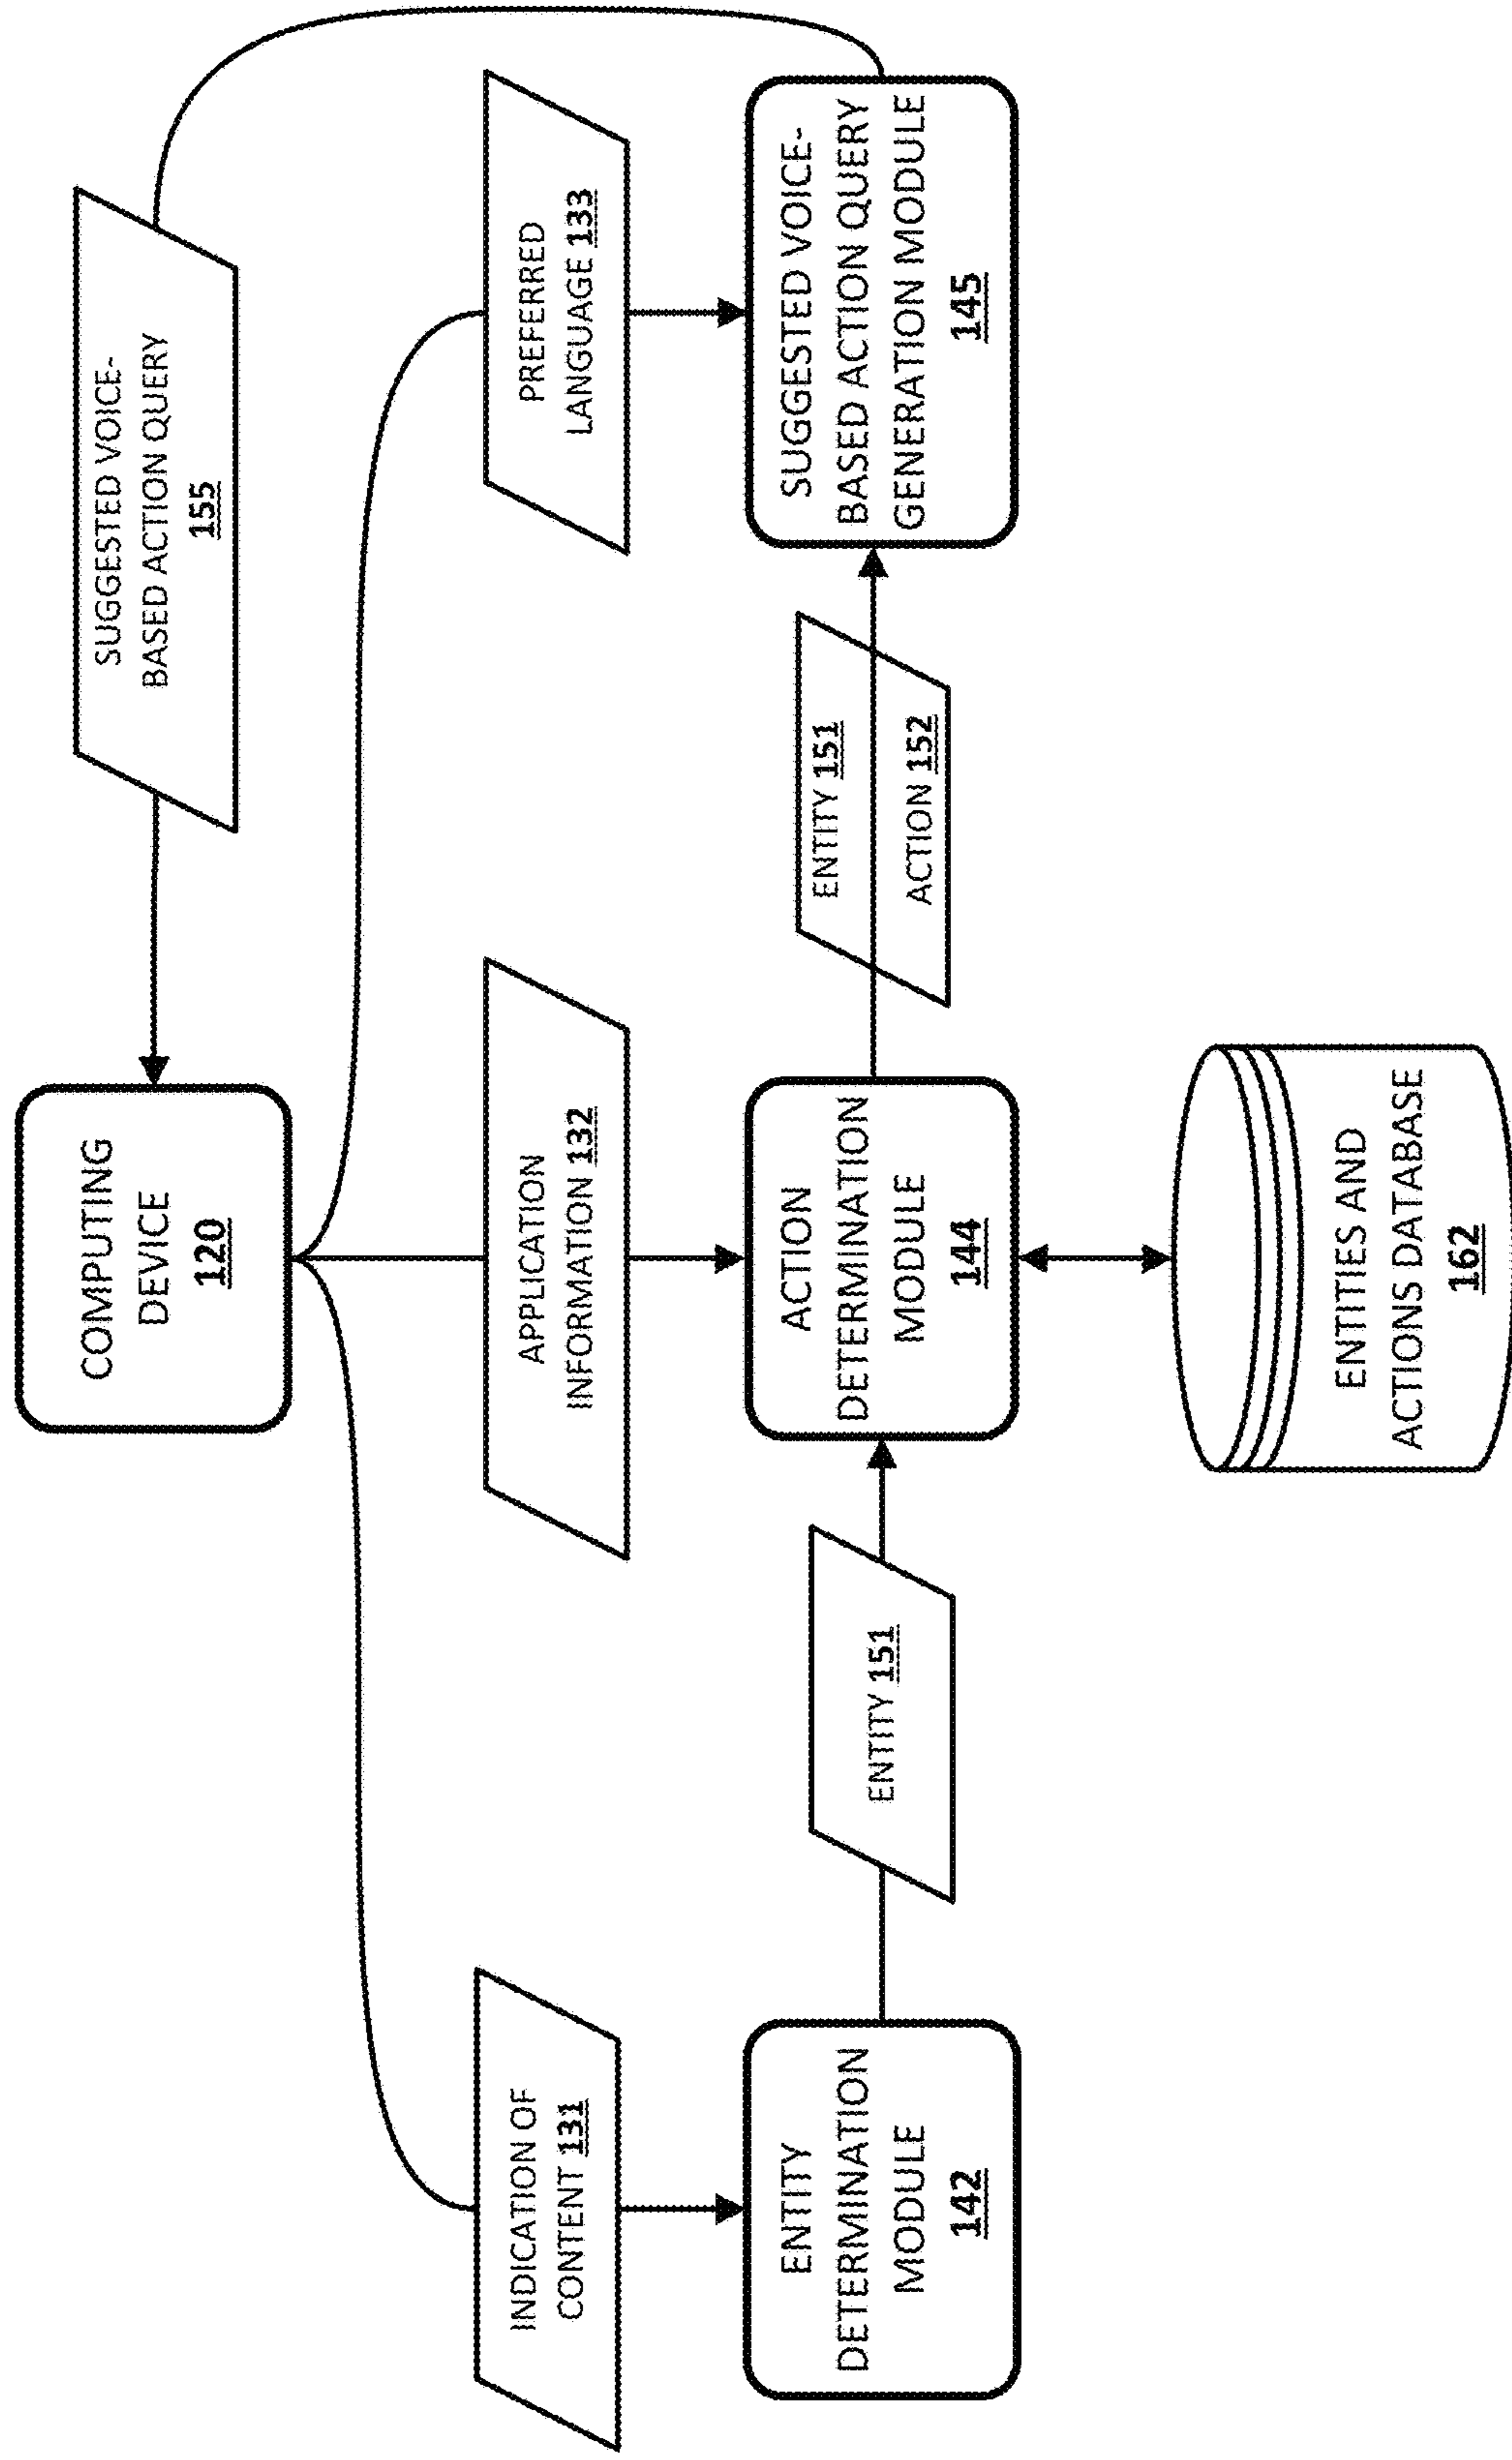 COMPUTING
DEVICE
120
SUGGESTED VOICE-
BASED ACTION QUERY
155
INDICATION OF
CONTENT 131
APPLICATION
INFORMATION 132
PREFERRED
LANGUAGE 133
ENTITY
DETERMINATION
MODULE
142
ENTITY 151
ACTION
DETERMINATION
MODULE
144
ENTITY 151
ACTION 152
SUGGESTED VOICE-
BASED ACTION QUERY
GENERATION MODULE
145
ENTITIES AND
ACTIONS DATABASE
162